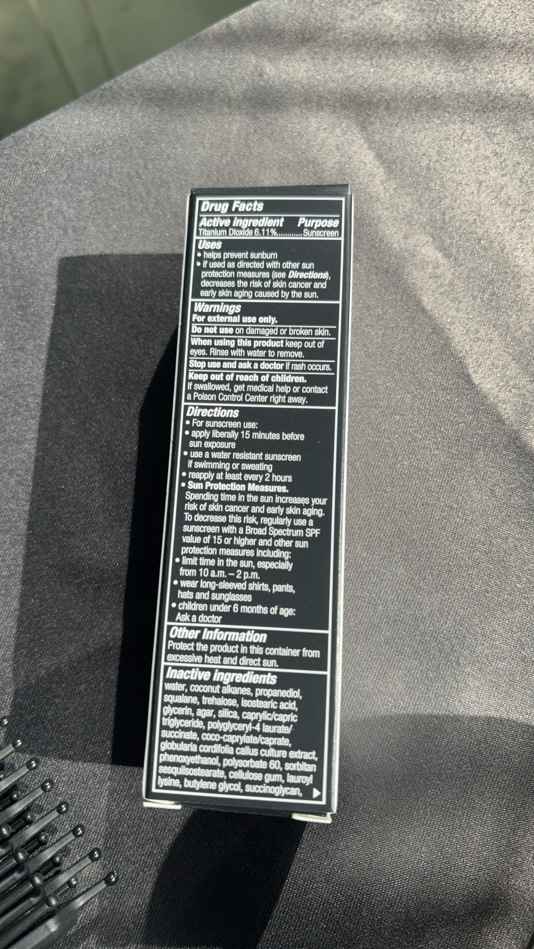 Drug Facts
Active ingredient Purpose
Titanium Dioxide 6.11%............Sunscreen
Uses
• helps prevent sunburn
• if used as directed with other sun
protection measures (see Directions),
decreases the risk of skin cancer and
early skin aging caused by the sun.
Warnings
For external use only.
Do not use on damaged or broken skin.
When using this product keep out of
eyes. Rinse with water to remove.
Stop use and ask a doctor if rash occurs.
Keep out of reach of children.
If swallowed, get medical help or contact
a Poison Control Center right away.
Directions
• For sunscreen use:
• apply liberally 15 minutes before
sun exposure
• use a water resistant sunscreen
if swimming or sweating
• reapply at least every 2 hours
• Sun Protection Measures.
Spending time in the sun increases your
risk of skin cancer and early skin aging.
To decrease this risk, regularly use a
sunscreen with a Broad Spectrum SPF
value of 15 or higher and other sun
protection measures including:
• limit time in the sun, especially
from 10 a.m. – 2 p.m.
• wear long-sleeved shirts, pants,
hats and sunglasses
• children under 6 months of age:
Ask a doctor
Other Information
Protect the product in this container from
excessive heat and direct sun.
Inactive ingredients
water, coconut alkanes, propanediol,
squalane, trehalose, isostearic acid,
glycerin, agar, silica, caprylic/capric
triglyceride, polyglyceryl-4 laurate/
succinate, coco-caprylate/caprate,
globularia cordifolia callus culture extract,
phenoxyethanol, polysorbate 60, sorbitan
sesquiisostearate, cellulose gum, lauroyl
lysine, butylene glycol, succinoglycan,